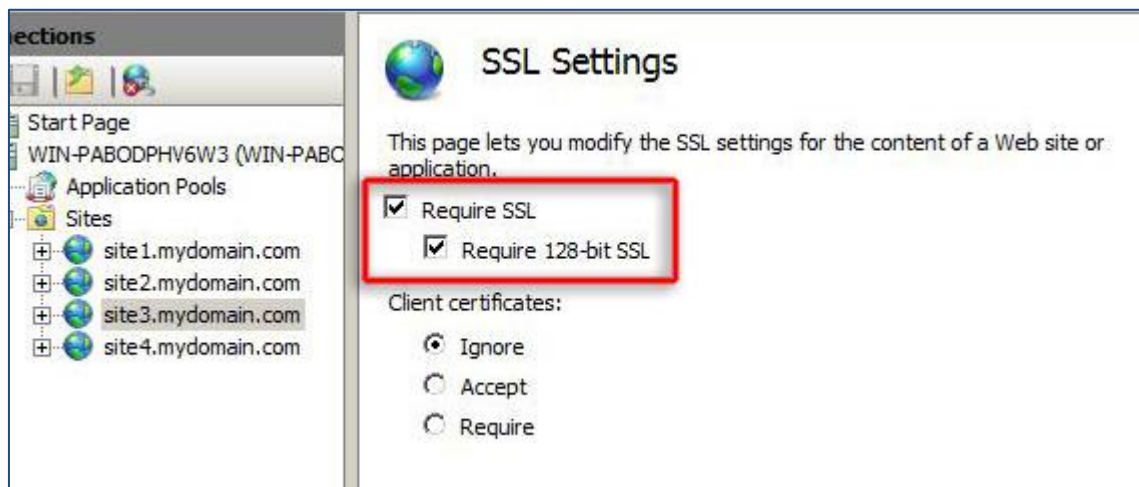 ections
Start Page
WIN-PABODPHV6W3 (WIN-PABO
Application Pools
Sites
site1.mydomain.com
site2.mydomain.com
site3.mydomain.com
site4.mydomain.com
SSL Settings
This page lets you modify the SSL settings for the content of a Web site or
application.
Require SSL
Require 128-bit SSL
Client certificates:
Ignore
Accept
Require